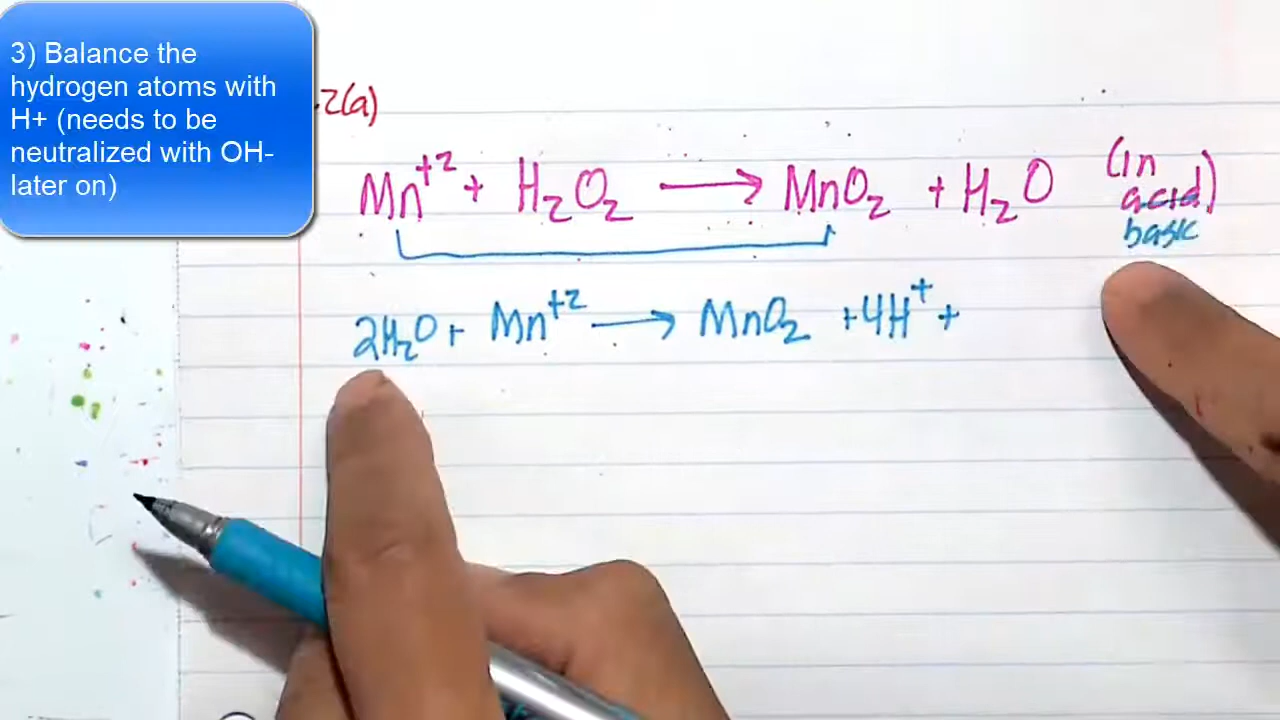 3) Balance the
hydrogen atoms with
H+ (needs to be
neutralized with OH-
later on)
.2(a)
Mn⁺² + H₂O₂ → MnO₂ + H₂O (in
acid)
basic
2H₂O + Mn⁺² → MnO₂ + 4H⁺ +